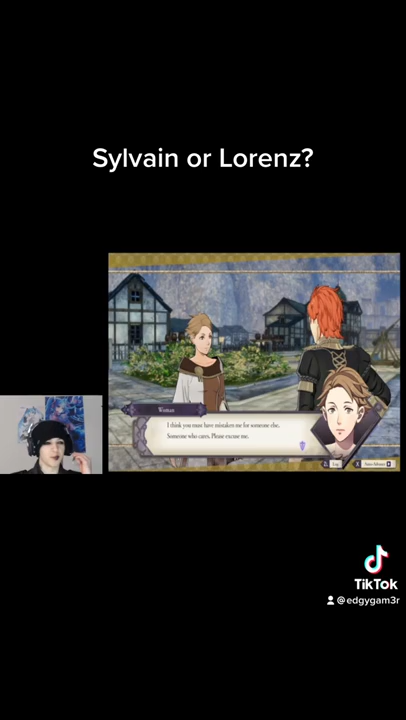 Sylvain or Lorenz?
Woman
I think you must have mistaken me for someone else.
Someone who cares. Please excuse me.
Log
TikTok
@edgygam3r